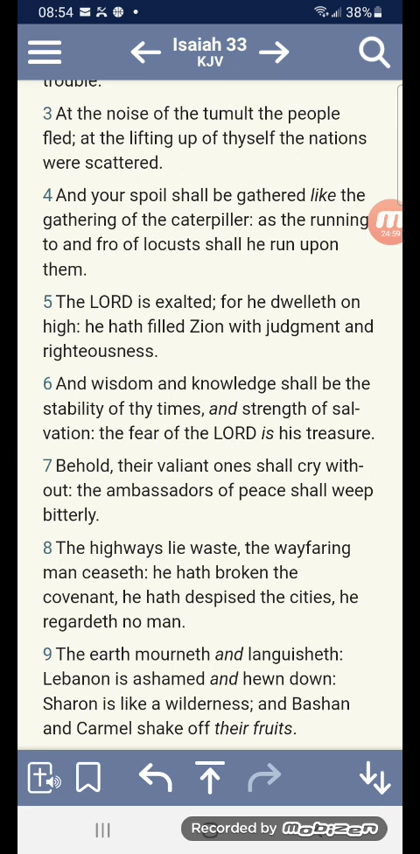 08:54
38%
Isaiah 33
KJV
trouble.
3 At the noise of the tumult the people
fled; at the lifting up of thyself the nations
were scattered.
4 And your spoil shall be gathered like the
gathering of the caterpiller: as the running
to and fro of locusts shall he run upon
them.
24:59
5 The LORD is exalted; for he dwelleth on
high: he hath filled Zion with judgment and
righteousness.
6 And wisdom and knowledge shall be the
stability of thy times, and strength of sal-
vation: the fear of the LORD is his treasure.
7 Behold, their valiant ones shall cry with-
out: the ambassadors of peace shall weep
bitterly.
8 The highways lie waste, the wayfaring
man ceaseth: he hath broken the
covenant, he hath despised the cities, he
regardeth no man.
9 The earth mourneth and languisheth:
Lebanon is ashamed and hewn down:
Sharon is like a wilderness; and Bashan
and Carmel shake off their fruits.
Recorded by mobizen